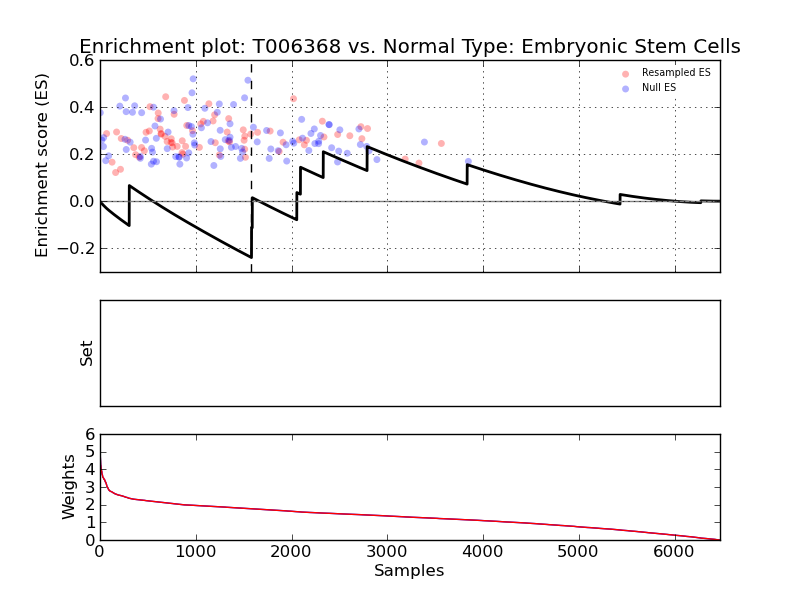 Enrichment plot: T006368 vs. Normal Type: Embryonic Stem Cells
Enrichment score (ES)
0.6
0.4
0.2
0.0
−0.2
Resampled ES
Null ES
Set
Weights
6
5
4
3
2
1
0
0 1000 2000 3000 4000 5000 6000
Samples